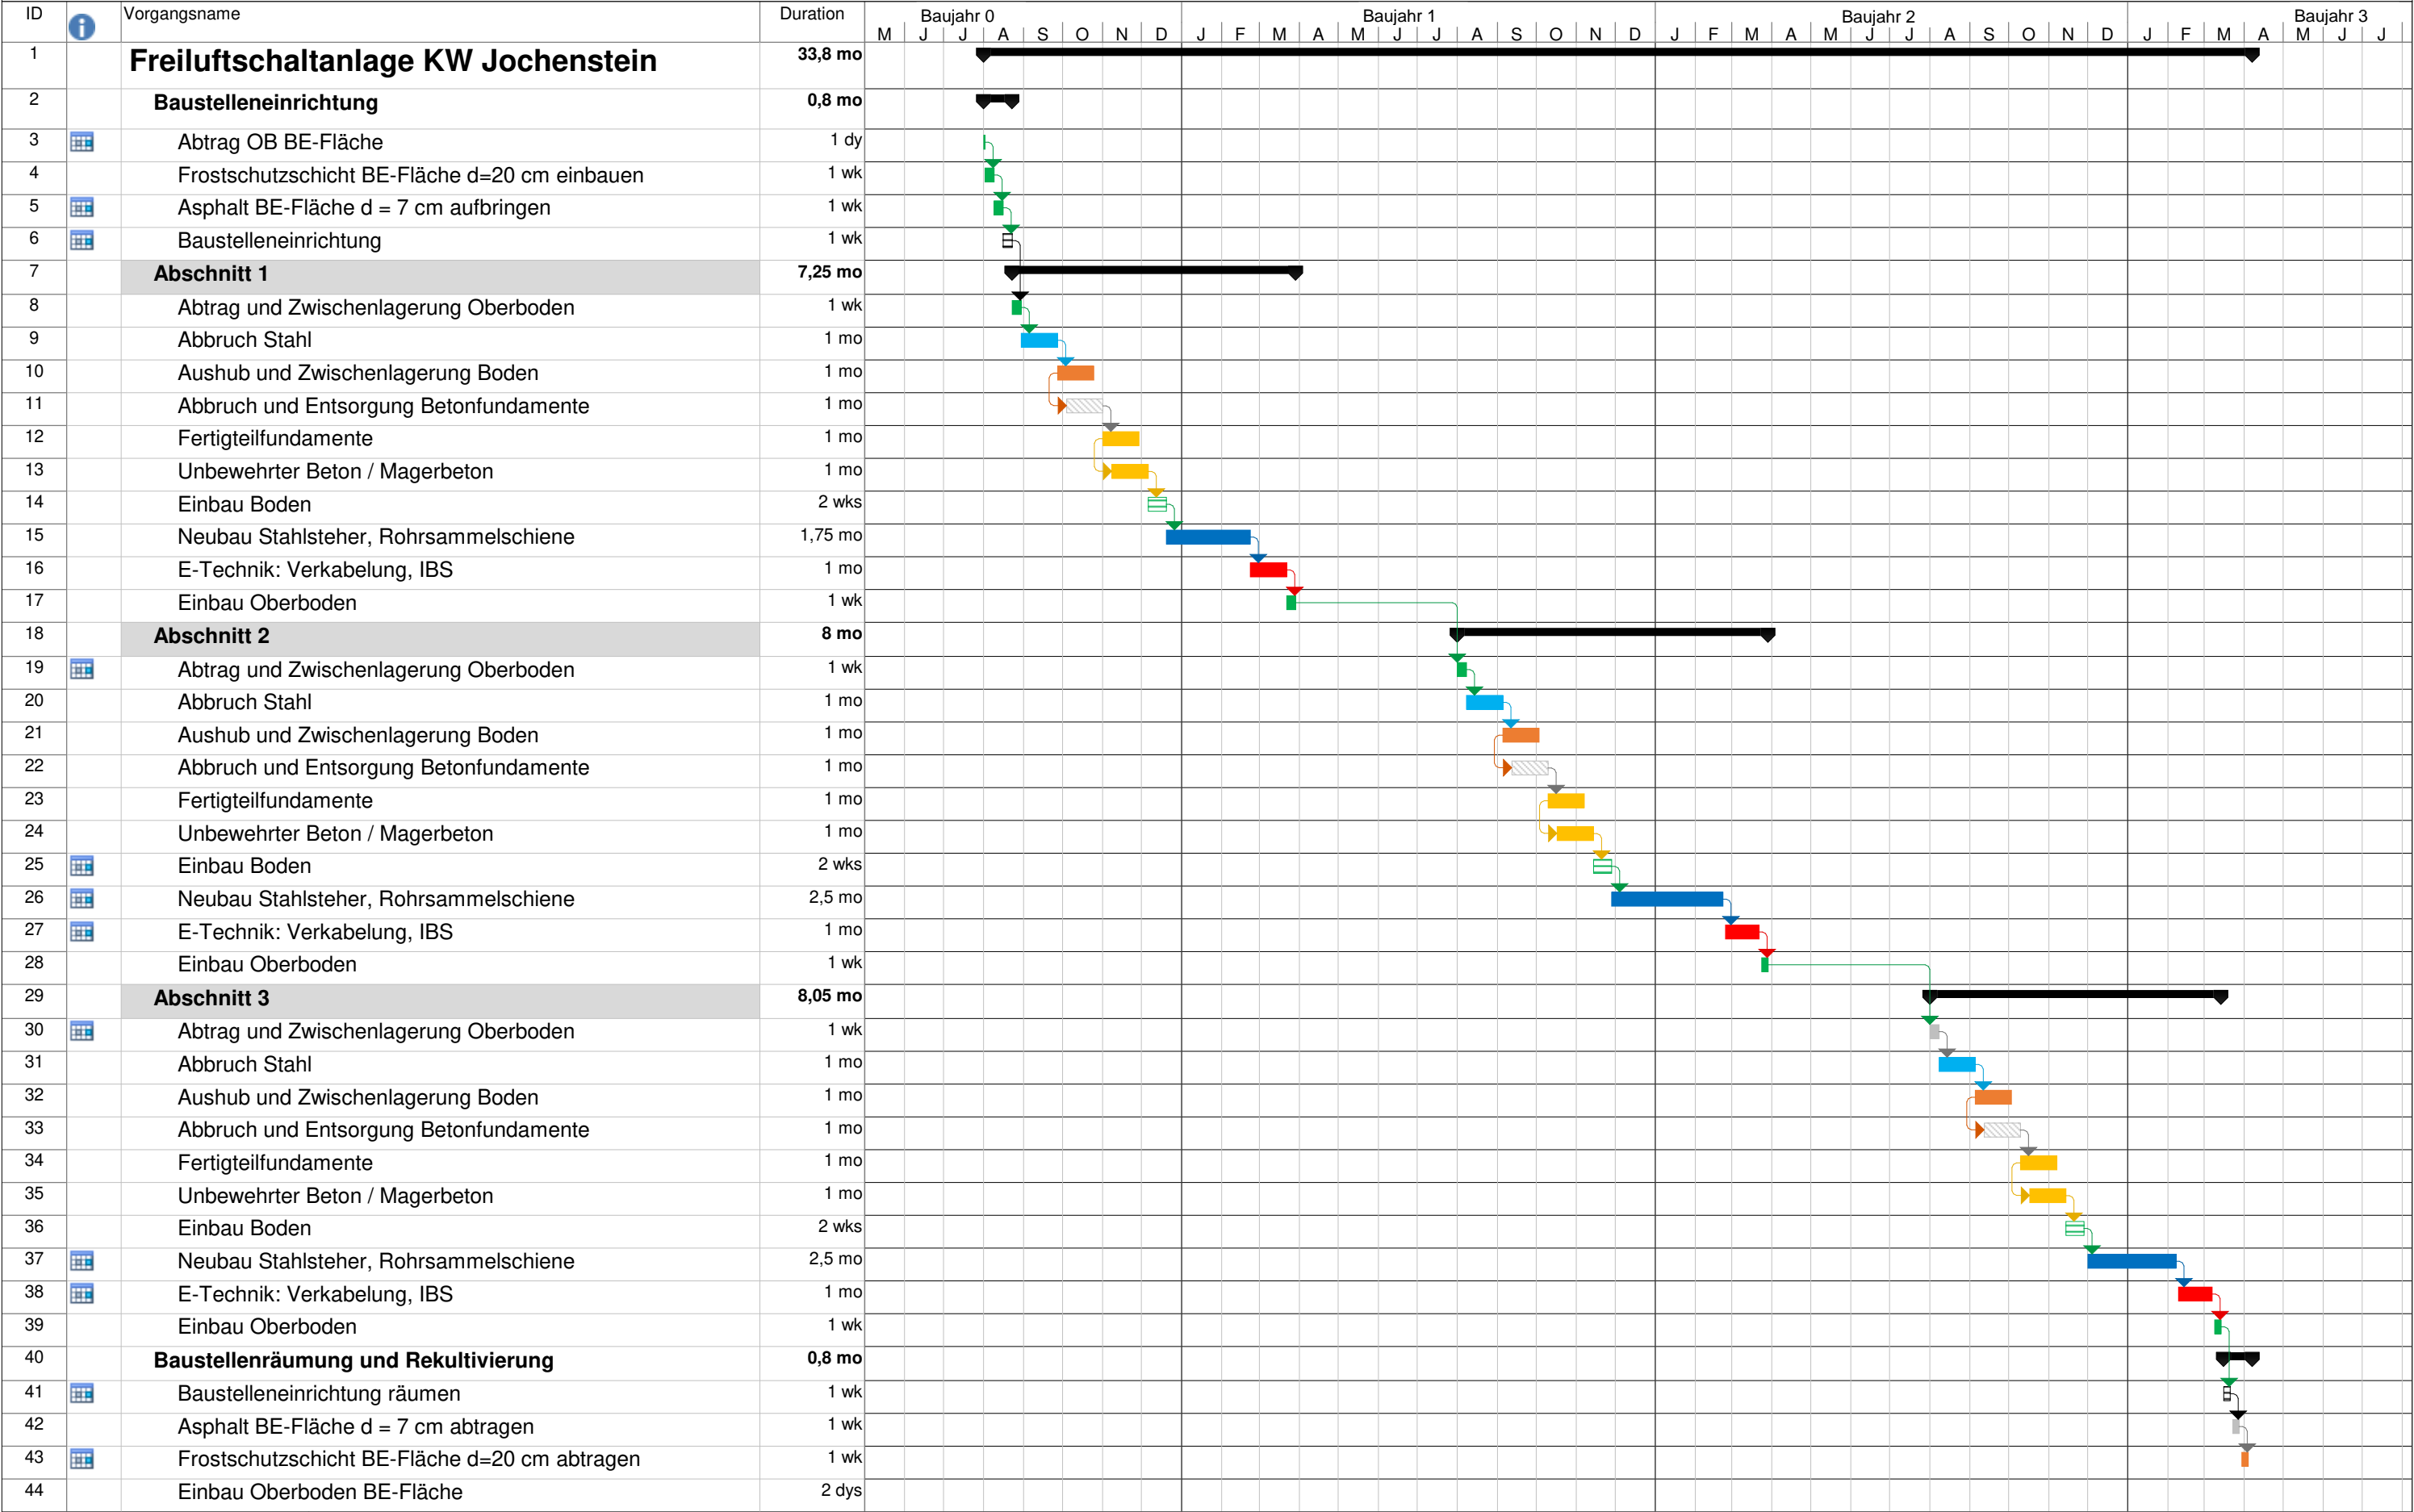 ID Vorgangsname Duration Baujahr 0 Baujahr 1 Baujahr 2 Baujahr 3
M J J A S O N D J F M A M J J A S O N D J F M A M J J A S O N D J F M A M J J
1 Freiluftschaltanlage KW Jochenstein 33,8 mo
2 Baustelleneinrichtung 0,8 mo
3 Abtrag OB BE-Fläche 1 dy
4 Frostschutzschicht BE-Fläche d=20 cm einbauen 1 wk
5 Asphalt BE-Fläche d = 7 cm aufbringen 1 wk
6 Baustelleneinrichtung 1 wk
7 Abschnitt 1 7,25 mo
8 Abtrag und Zwischenlagerung Oberboden 1 wk
9 Abbruch Stahl 1 mo
10 Aushub und Zwischenlagerung Boden 1 mo
11 Abbruch und Entsorgung Betonfundamente 1 mo
12 Fertigteilfundamente 1 mo
13 Unbewehrter Beton / Magerbeton 1 mo
14 Einbau Boden 2 wks
15 Neubau Stahlsteher, Rohrsammelschiene 1,75 mo
16 E-Technik: Verkabelung, IBS 1 mo
17 Einbau Oberboden 1 wk
18 Abschnitt 2 8 mo
19 Abtrag und Zwischenlagerung Oberboden 1 wk
20 Abbruch Stahl 1 mo
21 Aushub und Zwischenlagerung Boden 1 mo
22 Abbruch und Entsorgung Betonfundamente 1 mo
23 Fertigteilfundamente 1 mo
24 Unbewehrter Beton / Magerbeton 1 mo
25 Einbau Boden 2 wks
26 Neubau Stahlsteher, Rohrsammelschiene 2,5 mo
27 E-Technik: Verkabelung, IBS 1 mo
28 Einbau Oberboden 1 wk
29 Abschnitt 3 8,05 mo
30 Abtrag und Zwischenlagerung Oberboden 1 wk
31 Abbruch Stahl 1 mo
32 Aushub und Zwischenlagerung Boden 1 mo
33 Abbruch und Entsorgung Betonfundamente 1 mo
34 Fertigteilfundamente 1 mo
35 Unbewehrter Beton / Magerbeton 1 mo
36 Einbau Boden 2 wks
37 Neubau Stahlsteher, Rohrsammelschiene 2,5 mo
38 E-Technik: Verkabelung, IBS 1 mo
39 Einbau Oberboden 1 wk
40 Baustellenräumung und Rekultivierung 0,8 mo
41 Baustelleneinrichtung räumen 1 wk
42 Asphalt BE-Fläche d = 7 cm abtragen 1 wk
43 Frostschutzschicht BE-Fläche d=20 cm abtragen 1 wk
44 Einbau Oberboden BE-Fläche 2 dys